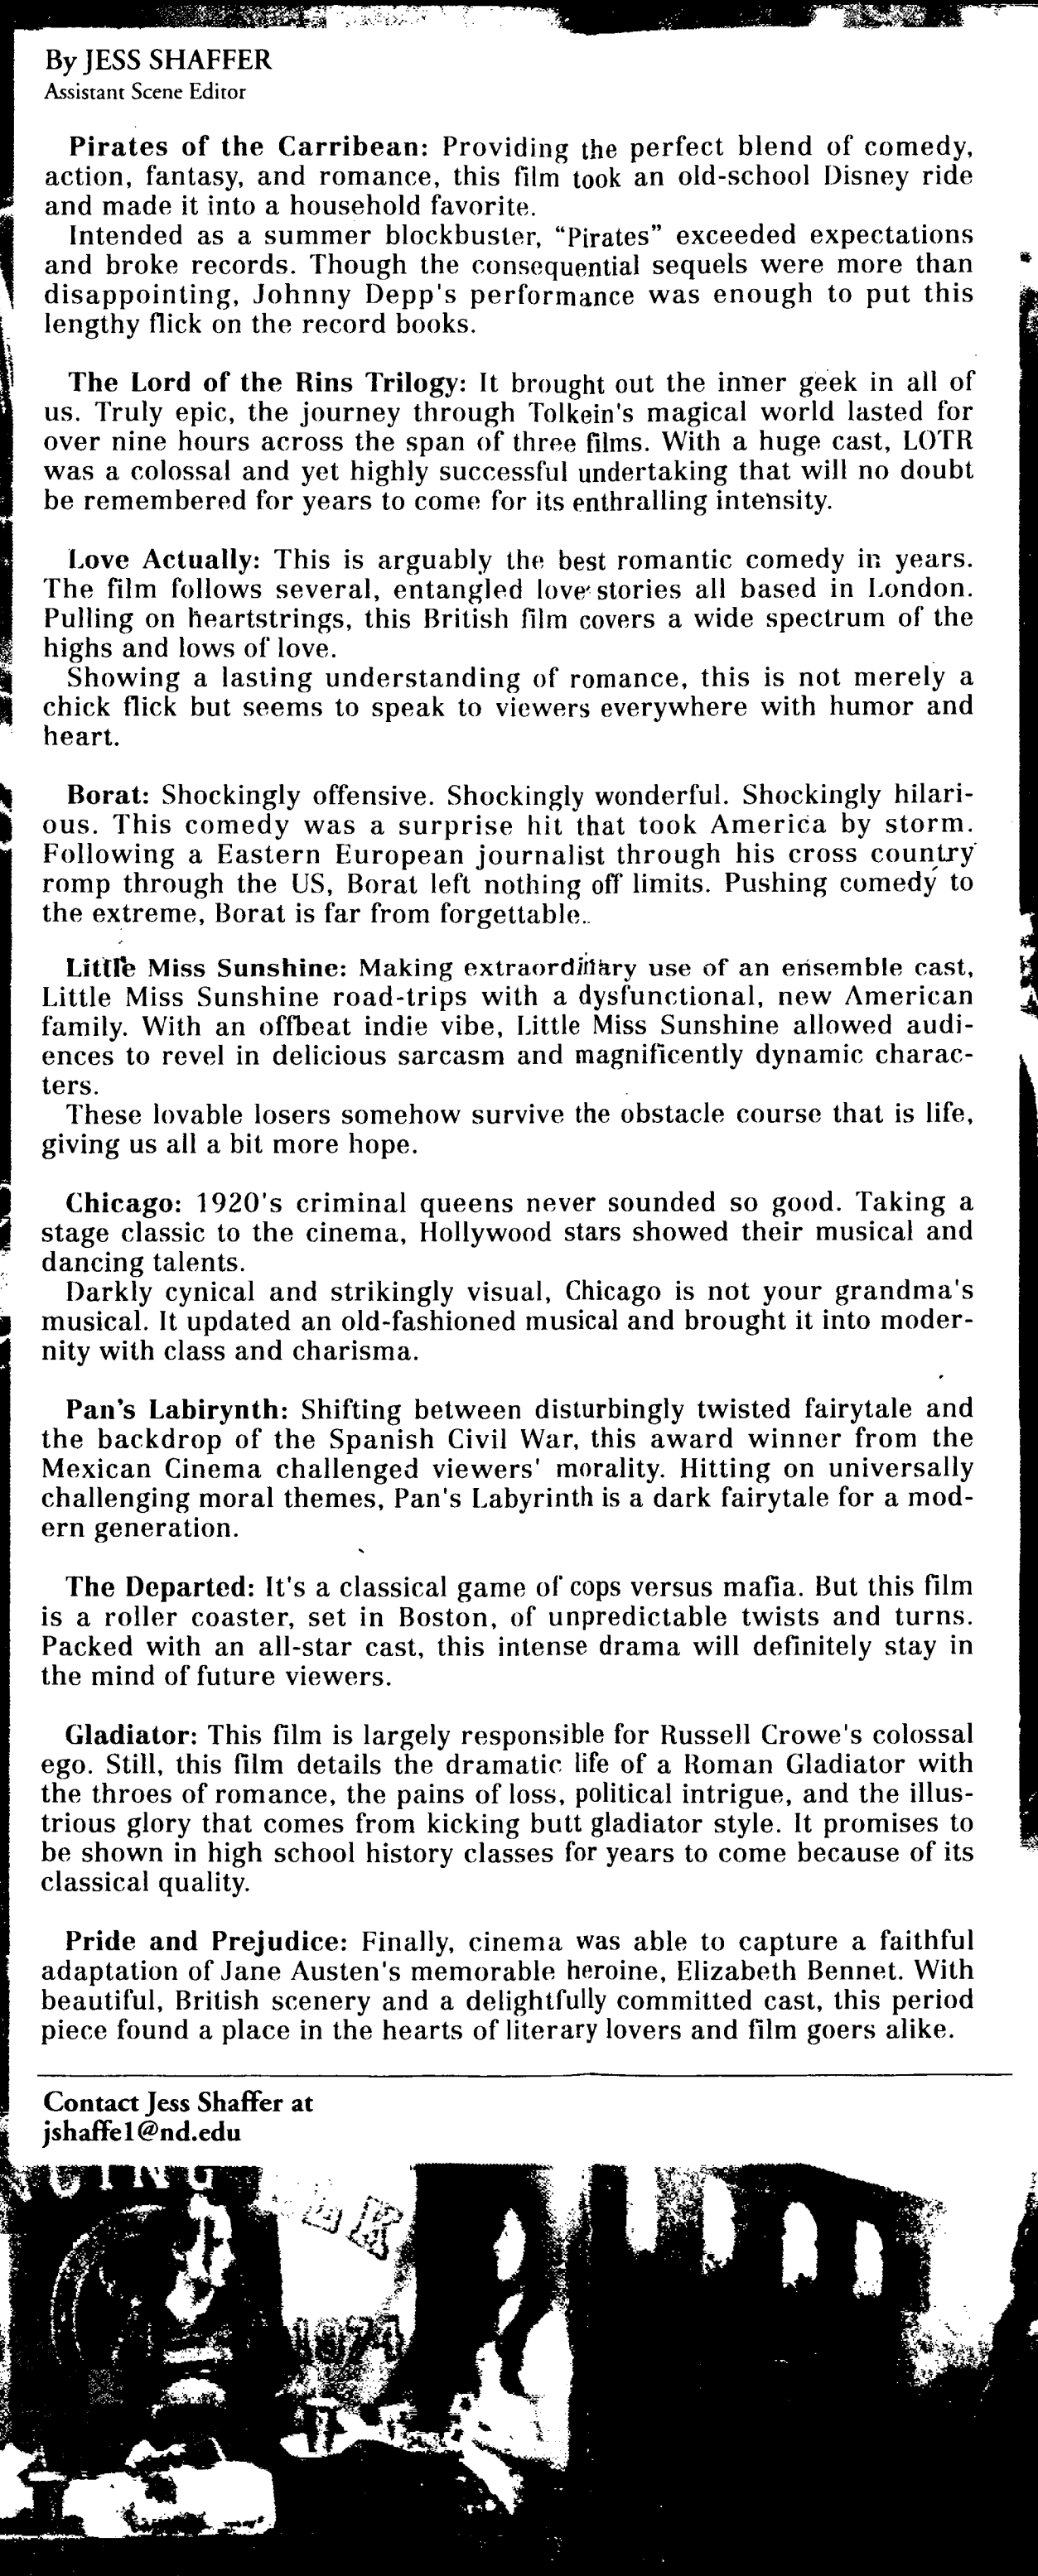 By JESS SHAFFER
Assistant Scene Editor
Pirates of the Carribean: Providing the perfect blend of comedy,
action, fantasy, and romance, this film took an old-school Disney ride
and made it into a household favorite.
Intended as a summer blockbuster, "Pirates" exceeded expectations
and broke records. Though the consequential sequels were more than
disappointing, Johnny Depp's performance was enough to put this
lengthy flick on the record books.
The Lord of the Rins Trilogy: It brought out the inner geek in all of
us. Truly epic, the journey through Tolkein's magical world lasted for
over nine hours across the span of three films. With a huge cast, LOTR
was a colossal and yet highly successful undertaking that will no doubt
be remembered for years to come for its enthralling intensity.
Love Actually: This is arguably the best romantic comedy in years.
The film follows several, entangled love stories all based in London.
Pulling on heartstrings, this British film covers a wide spectrum of the
highs and lows of love.
Showing a lasting understanding of romance, this is not merely a
chick flick but seems to speak to viewers everywhere with humor and
heart.
Borat: Shockingly offensive. Shockingly wonderful. Shockingly hilari-
ous. This comedy was a surprise hit that took America by storm.
Following a Eastern European journalist through his cross country
romp through the US, Borat left nothing off limits. Pushing comedy to
the extreme, Borat is far from forgettable.
Little Miss Sunshine: Making extraordinary use of an ensemble cast,
Little Miss Sunshine road-trips with a dysfunctional, new American
family. With an offbeat indie vibe, Little Miss Sunshine allowed audi-
ences to revel in delicious sarcasm and magnificently dynamic charac-
ters.
These lovable losers somehow survive the obstacle course that is life,
giving us all a bit more hope.
Chicago: 1920's criminal queens never sounded so good. Taking a
stage classic to the cinema, Hollywood stars showed their musical and
dancing talents.
Darkly cynical and strikingly visual, Chicago is not your grandma's
musical. It updated an old-fashioned musical and brought it into moder-
nity with class and charisma.
Pan's Labirynth: Shifting between disturbingly twisted fairytale and
the backdrop of the Spanish Civil War, this award winner from the
Mexican Cinema challenged viewers' morality. Hitting on universally
challenging moral themes, Pan's Labyrinth is a dark fairytale for a mod-
ern generation.
The Departed: It's a classical game of cops versus mafia. But this film
is a roller coaster, set in Boston, of unpredictable twists and turns.
Packed with an all-star cast, this intense drama will definitely stay in
the mind of future viewers.
Gladiator: This film is largely responsible for Russell Crowe's colossal
ego. Still, this film details the dramatic life of a Roman Gladiator with
the throes of romance, the pains of loss, political intrigue, and the illus-
trious glory that comes from kicking butt gladiator style. It promises to
be shown in high school history classes for years to come because of its
classical quality.
Pride and Prejudice: Finally, cinema was able to capture a faithful
adaptation of Jane Austen's memorable heroine, Elizabeth Bennet. With
beautiful, British scenery and a delightfully committed cast, this period
piece found a place in the hearts of literary lovers and film goers alike.
Contact Jess Shaffer at
jshaffe1@nd.edu